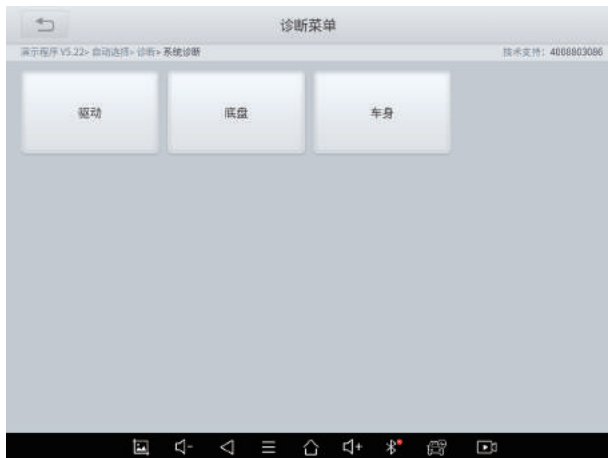 诊断菜单
演示程序 V5.22> 自动选择> 诊断> 系统诊断
技术支持：4008803086
驱动
底盘
车身